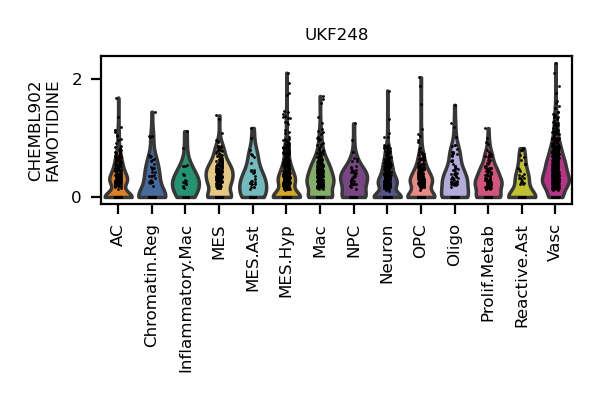 UKF248
CHEMBL902
FAMOTIDINE
2
0
AC
Chromatin.Reg
Inflammatory.Mac
MES
MES.Ast
MES.Hyp
Mac
NPC
Neuron
OPC
Oligo
Prolif.Metab
Reactive.Ast
Vasc